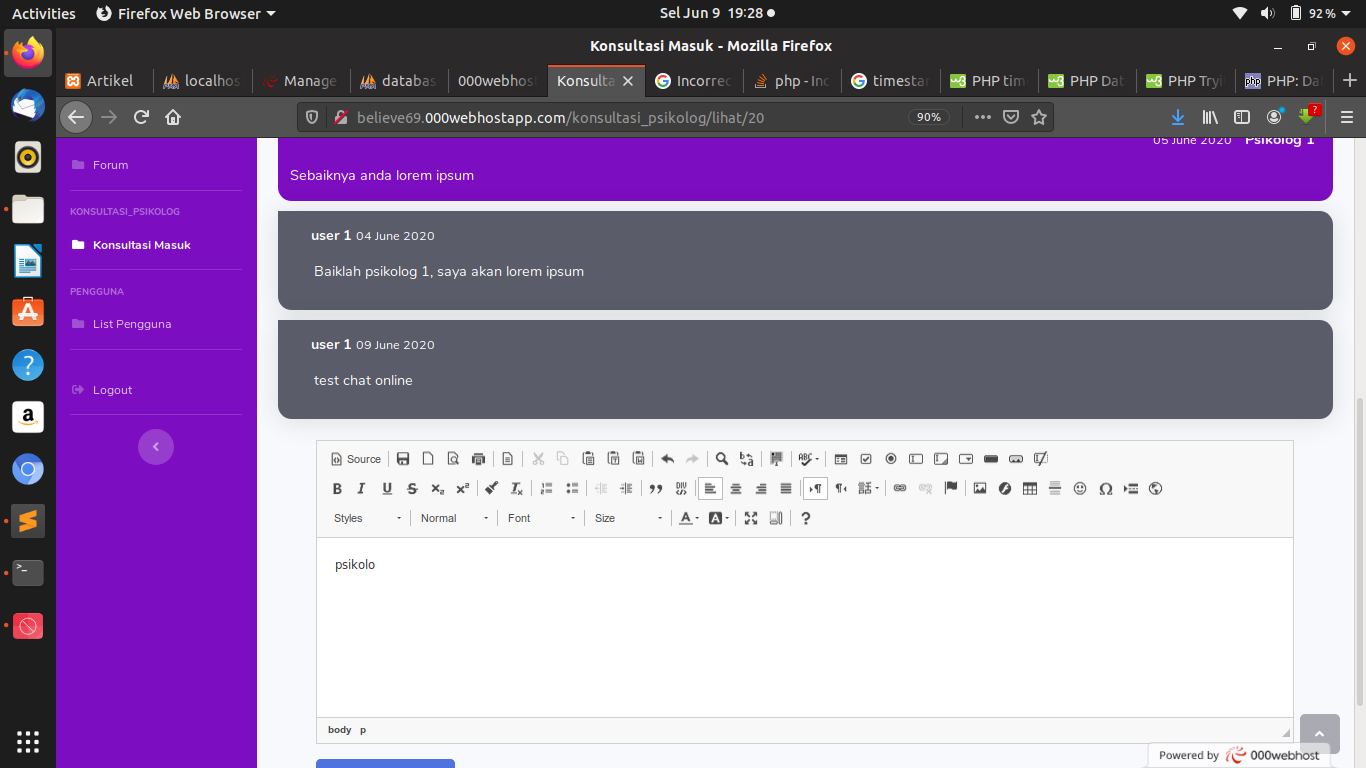 Activities Firefox Web Browser Sel Jun 9 19:28 92%
Konsultasi Masuk - Mozilla Firefox
Artikel localhos Manage databas 000webhos Konsulta Incorrec php - Inc timestar PHP tim PHP Dat PHP Tryi PHP: Da
believe69.000webhostapp.com/konsultasi_psikolog/lihat/20 90%
05 June 2020 Psikolog 1
Forum
Sebaiknya anda lorem ipsum
KONSULTASI_PSIKOLOG
Konsultasi Masuk
user 1 04 June 2020
Baiklah psikolog 1, saya akan lorem ipsum
PENGGUNA
List Pengguna
user 1 09 June 2020
test chat online
Logout
Source
Styles Normal Font Size
psikolo
body p
Powered by 000webhost